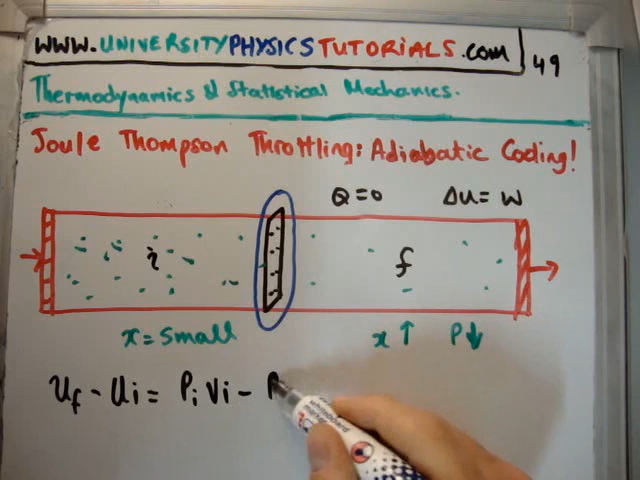 WWW.UNIVERSITYPHYSICSTUTORIALS.COM 49
Thermodynamics & Statistical Mechanics.
Joule Thompson Throttling: Adiabatic Cooling!
Q=0 ΔU=W
i f
x=small x↑ P↓
Uf - Ui = PiVi - P